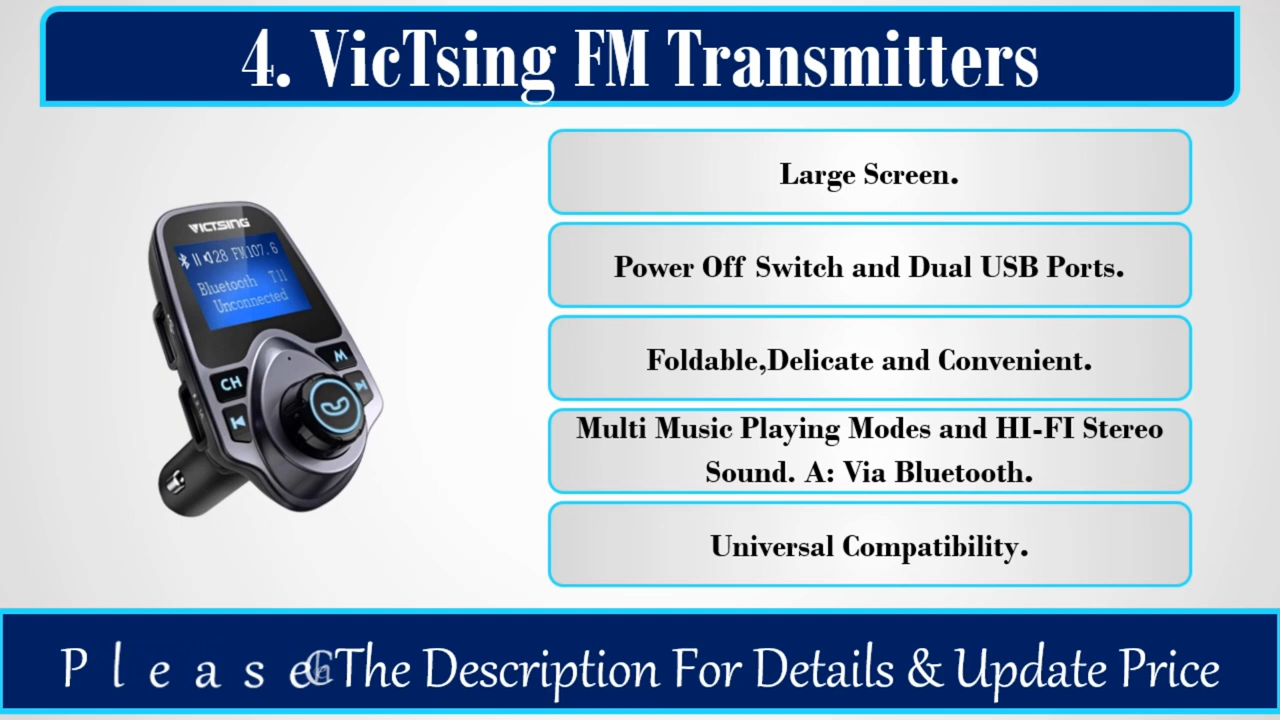 4. VicTsing FM Transmitters
Large Screen.
Power Off Switch and Dual USB Ports.
Foldable,Delicate and Convenient.
Multi Music Playing Modes and HI-FI Stereo
Sound. A: Via Bluetooth.
Universal Compatibility.
VICTSING
28 FM107.6
Bluetooth T11
Unconnected
M
CH
Please The Description For Details & Update Price